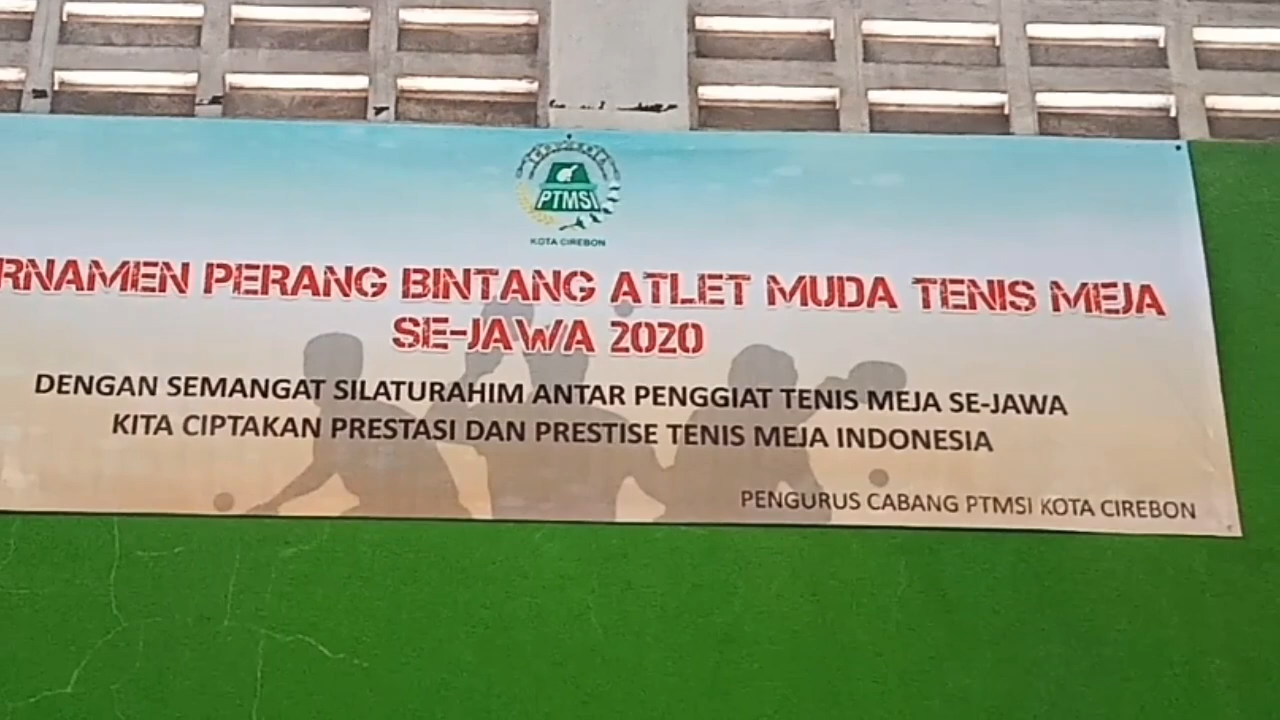 PTMSI
KOTA CIREBON
RNAMEN PERANG BINTANG ATLET MUDA TENIS MEJA
SE-JAWA 2020
DENGAN SEMANGAT SILATURAHIM ANTAR PENGGIAT TENIS MEJA SE-JAWA
KITA CIPTAKAN PRESTASI DAN PRESTISE TENIS MEJA INDONESIA
PENGURUS CABANG PTMSI KOTA CIREBON